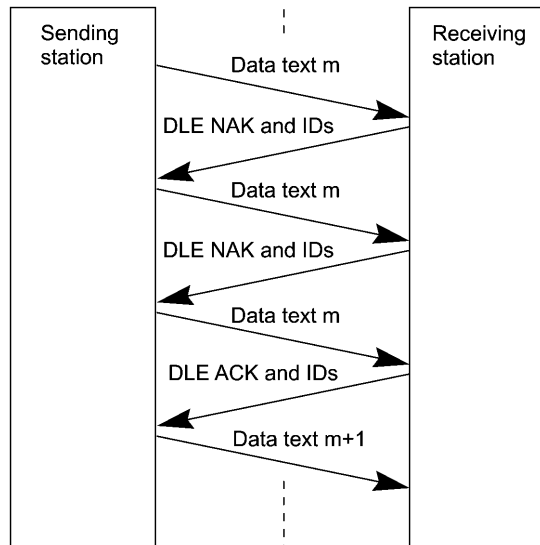 Sending
station
Receiving
station
Data text m
DLE NAK and IDs
Data text m
DLE NAK and IDs
Data text m
DLE ACK and IDs
Data text m+1